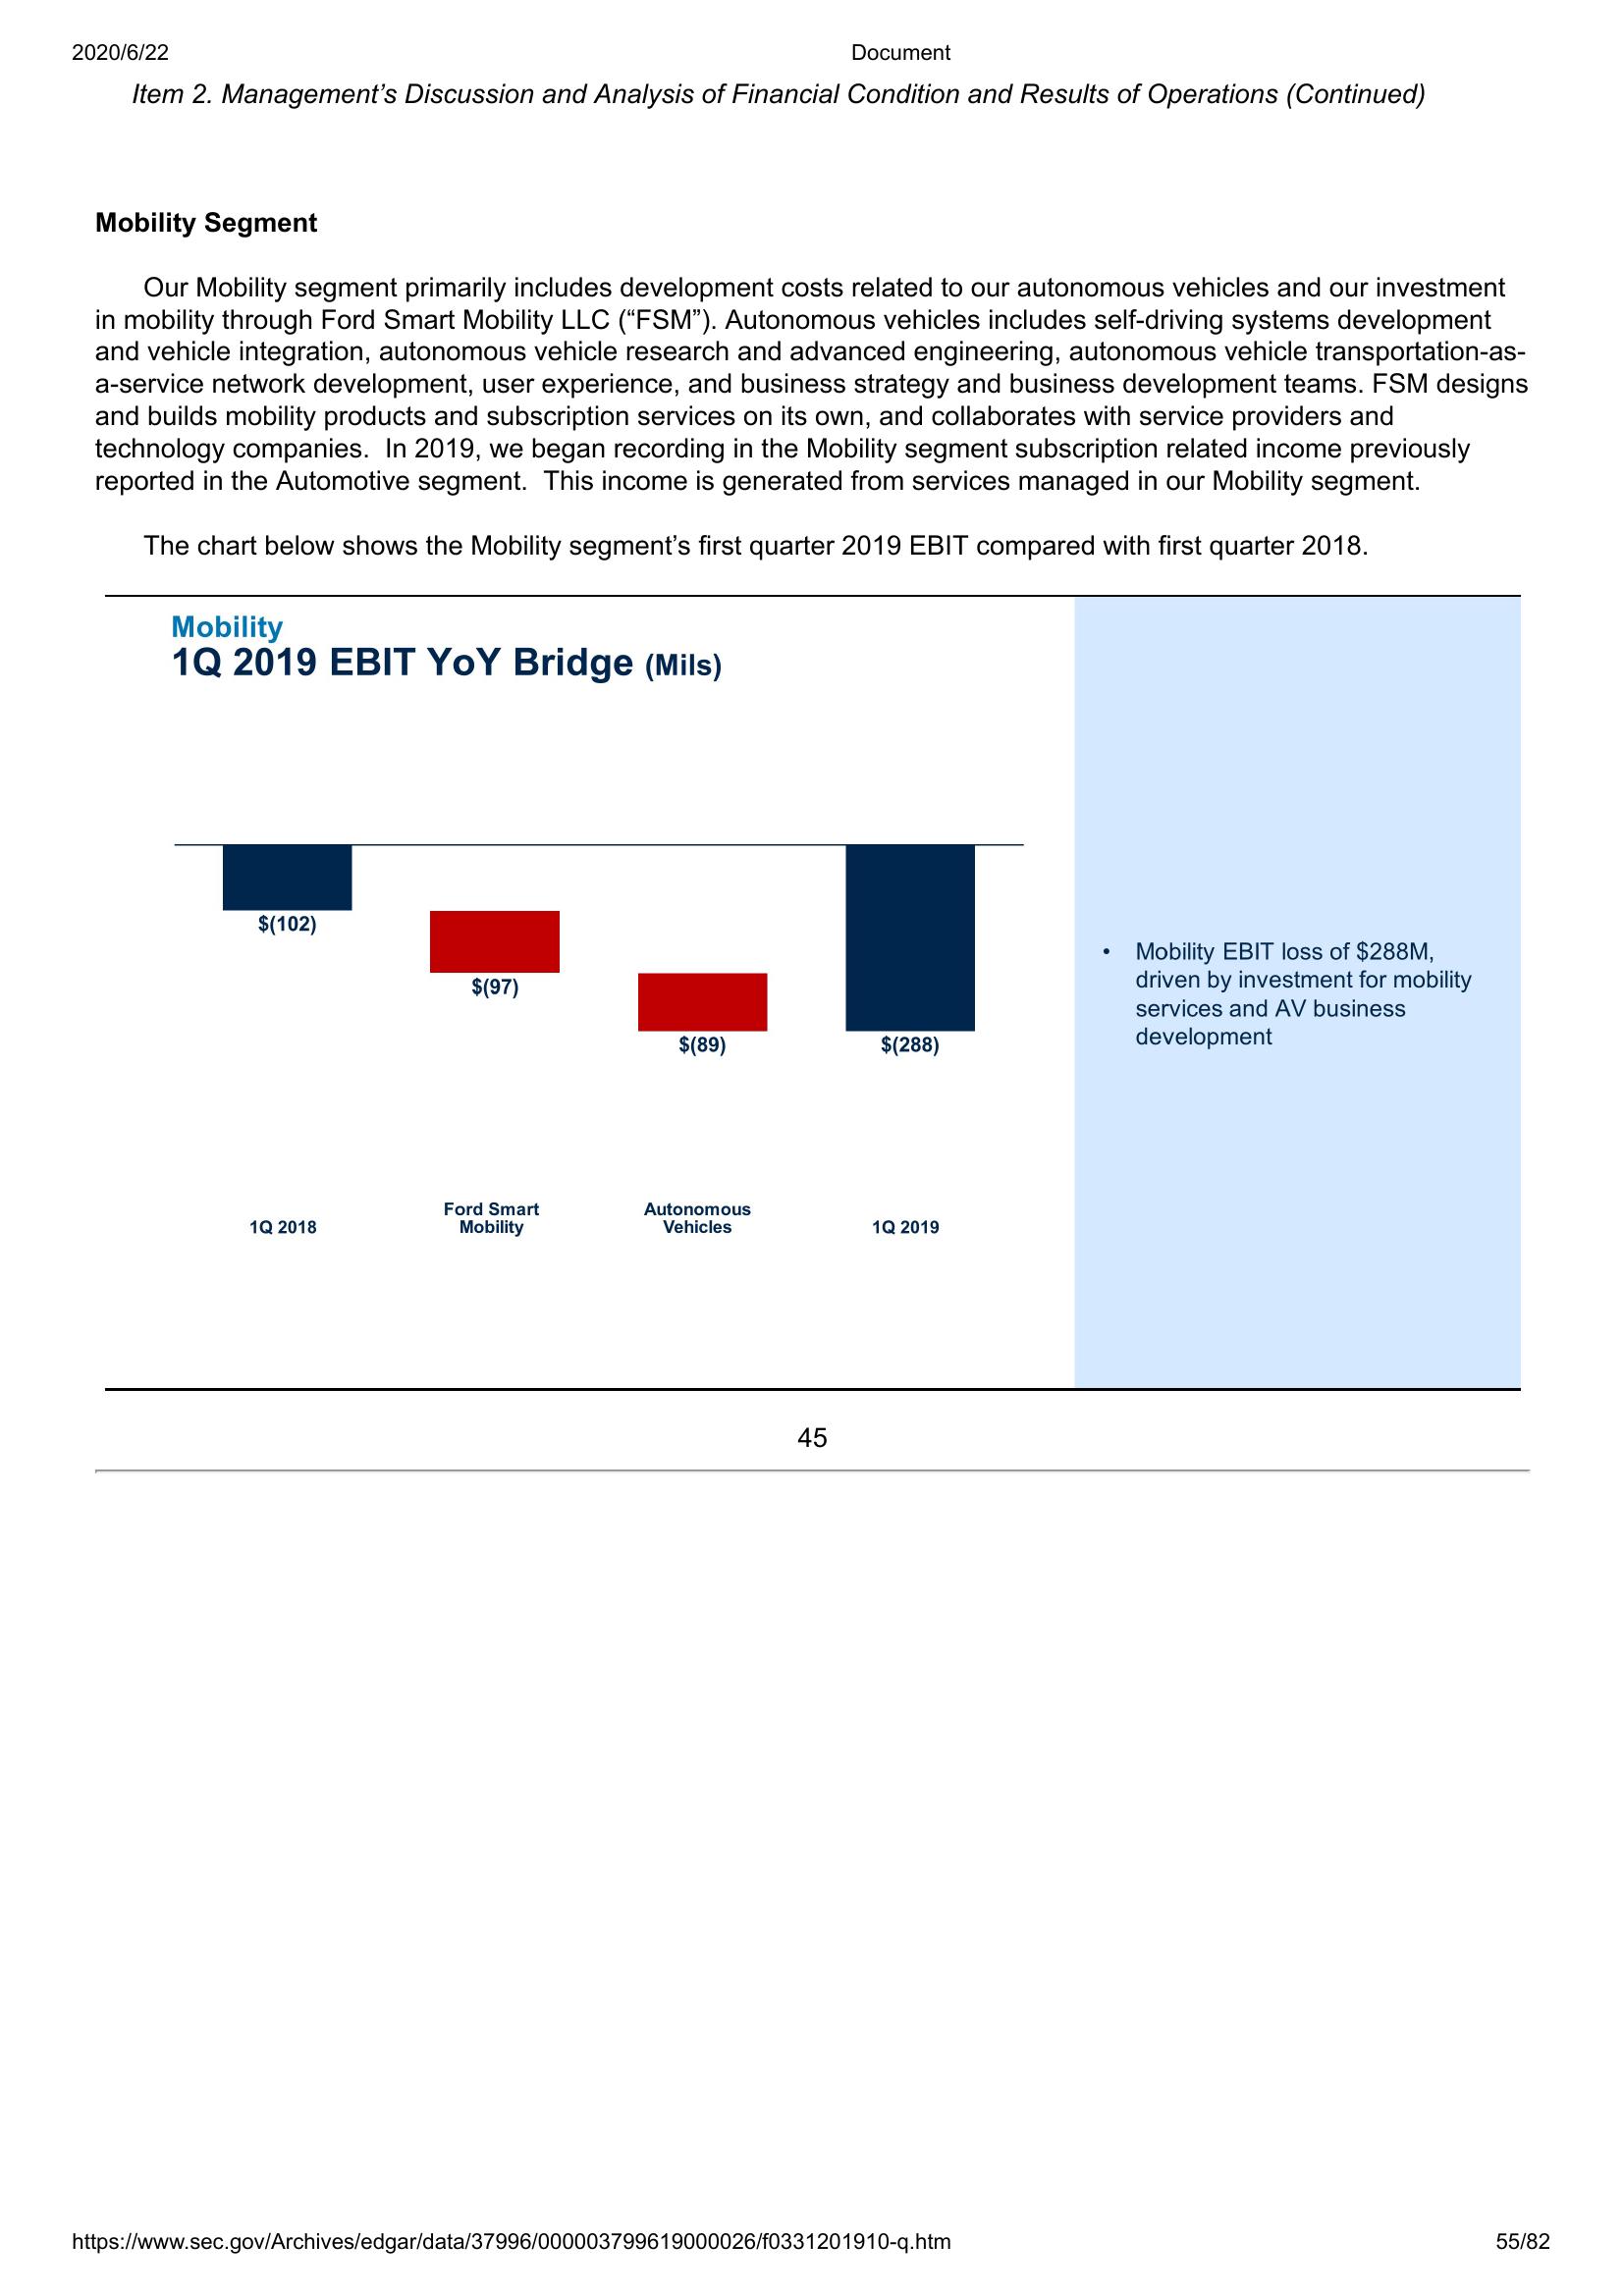 2020/6/22 Document
Item 2. Management’s Discussion and Analysis of Financial Condition and Results of Operations (Continued)
Mobility Segment
Our Mobility segment primarily includes development costs related to our autonomous vehicles and our investment
in mobility through Ford Smart Mobility LLC (“FSM”). Autonomous vehicles includes self-driving systems development
and vehicle integration, autonomous vehicle research and advanced engineering, autonomous vehicle transportation-as-
a-service network development, user experience, and business strategy and business development teams. FSM designs
and builds mobility products and subscription services on its own, and collaborates with service providers and
technology companies.  In 2019, we began recording in the Mobility segment subscription related income previously
reported in the Automotive segment.  This income is generated from services managed in our Mobility segment.
The chart below shows the Mobility segment’s first quarter 2019 EBIT compared with first quarter 2018.
Mobility
1Q 2019 EBIT YoY Bridge (Mils)
$(102)
$(97)
$(89)
$(288)
1Q 2018
Ford Smart
Mobility
Autonomous
Vehicles
1Q 2019
• Mobility EBIT loss of $288M,
driven by investment for mobility
services and AV business
development
45
https://www.sec.gov/Archives/edgar/data/37996/000003799619000026/f0331201910-q.htm 55/82